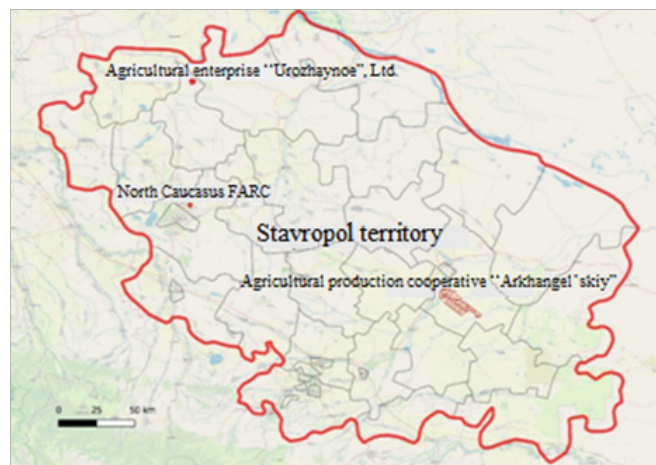 Agricultural enterprise “Urozhaynoe”, Ltd.
North Caucasus FARC
Stavropol territory
Agricultural production cooperative “Arkhangel’skiy”
0 25 50 km